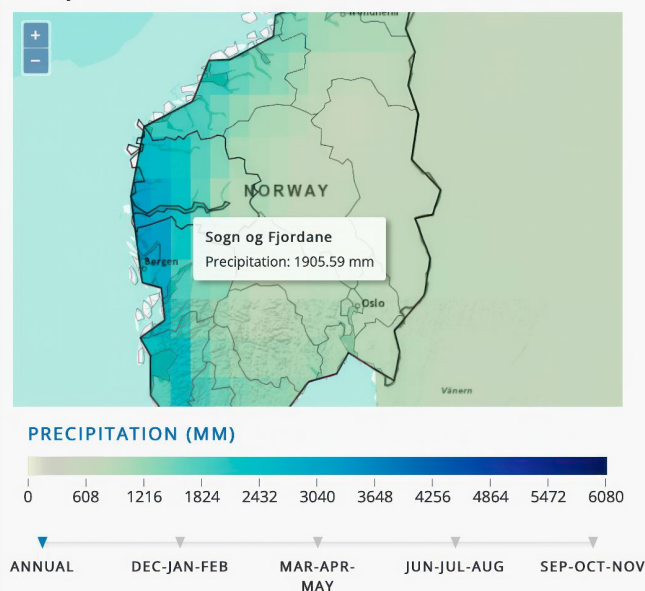 +
−
NORWAY
Sogn og Fjordane
Precipitation: 1905.59 mm
Bergen
Oslo
Vänern
PRECIPITATION (MM)
0 608 1216 1824 2432 3040 3648 4256 4864 5472 6080
ANNUAL DEC-JAN-FEB MAR-APR- JUN-JUL-AUG SEP-OCT-NOV
MAY